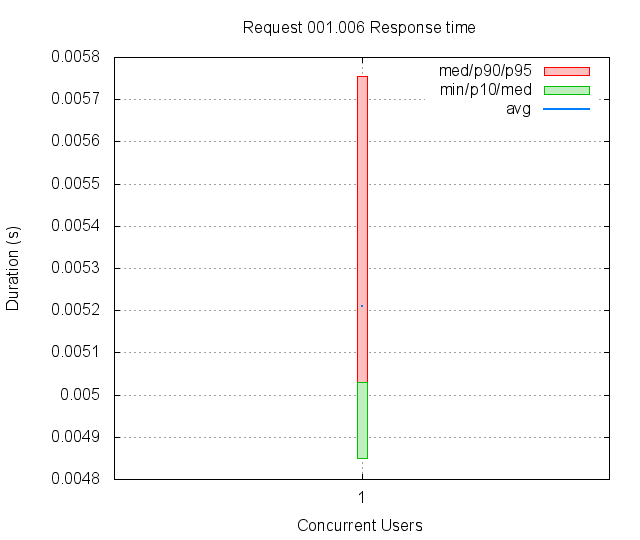 Request 001.006 Response time
0.0058
med/p90/p95
0.0057
min/p10/med
avg
0.0056
0.0055
0.0054
0.0053
Duration (s)
0.0052
0.0051
0.005
0.0049
0.0048
1
Concurrent Users